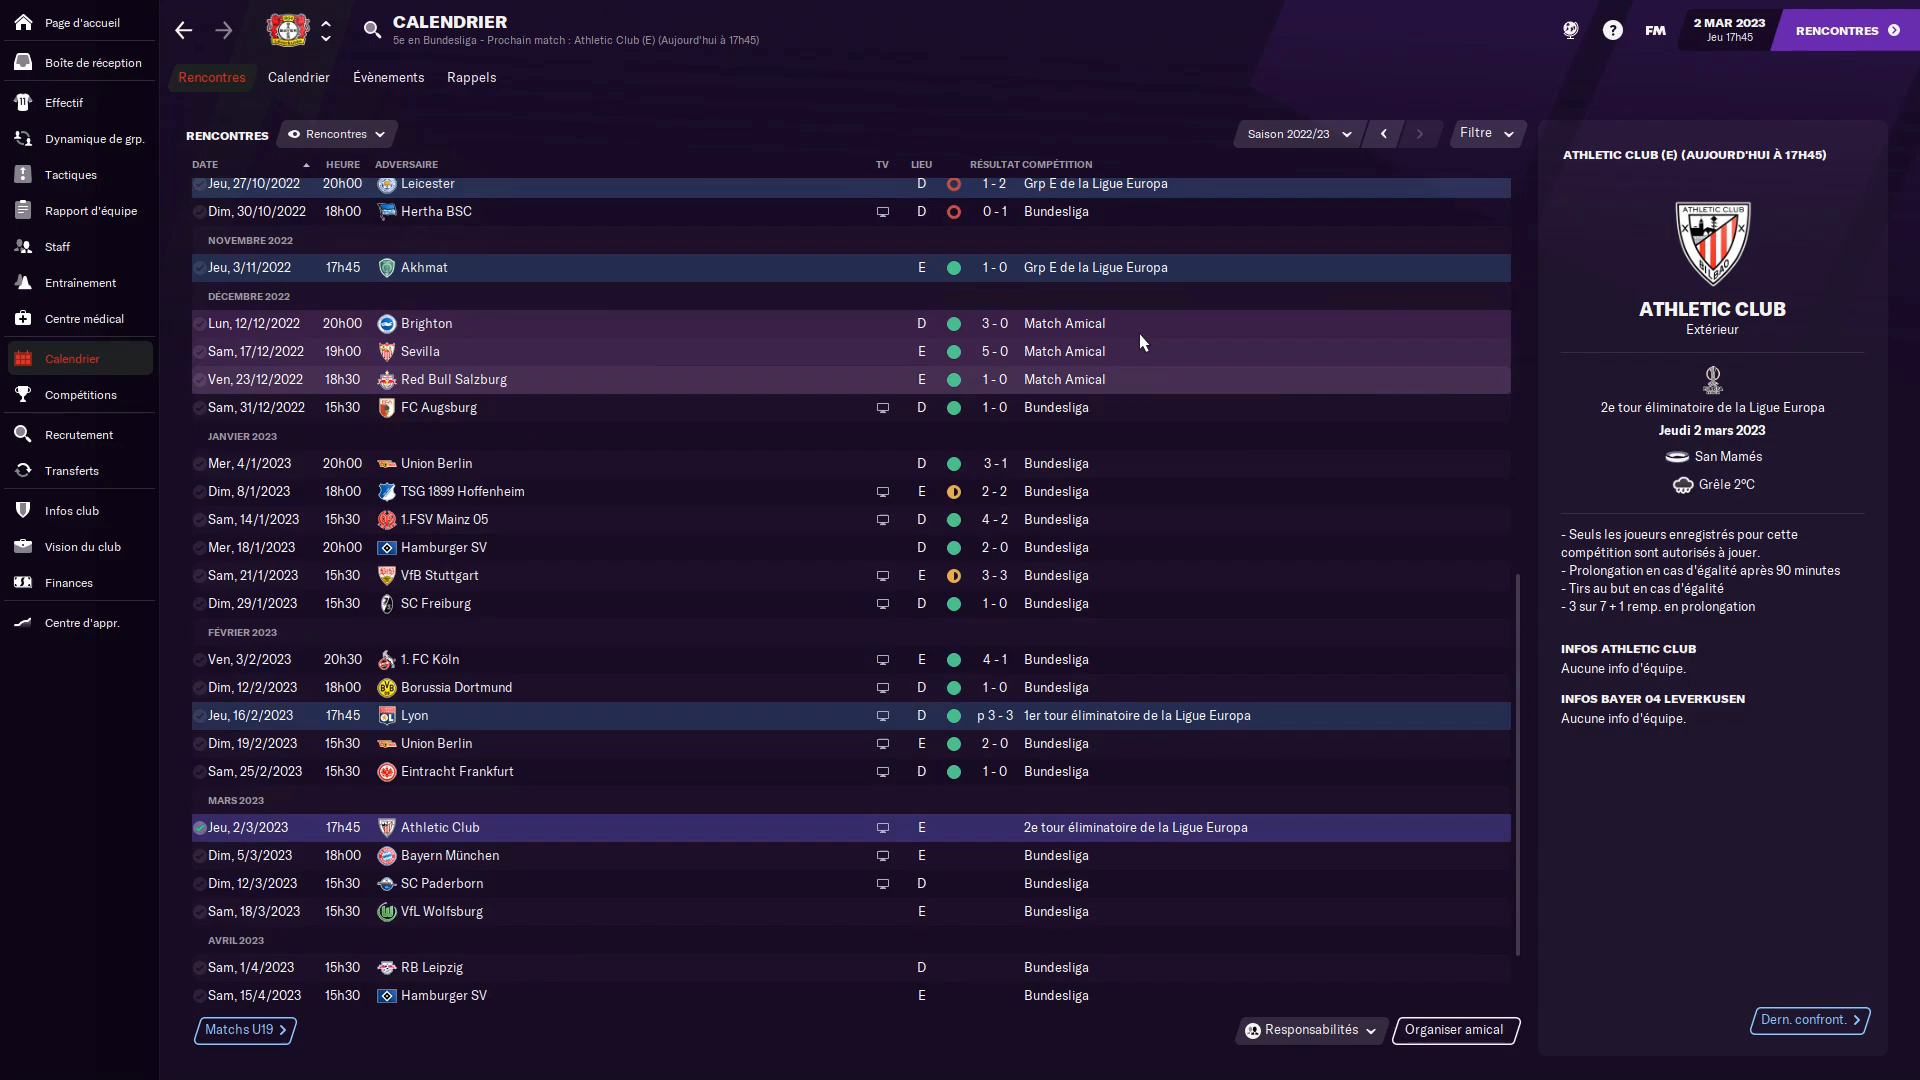 Page d'accueil
Boîte de réception
Effectif
Dynamique de grp.
Tactiques
Rapport d'équipe
Staff
Entraînement
Centre médical
Calendrier
Compétitions
Recrutement
Transferts
Infos club
Vision du club
Finances
Centre d'appr.
CALENDRIER
5e en Bundesliga - Prochain match : Athletic Club (E) (Aujourd'hui à 17h45)
FM
2 MAR 2023
Jeu 17h45
RENCONTRES
Rencontres Calendrier Évènements Rappels
RENCONTRES Rencontres Saison 2022/23 Filtre
DATE HEURE ADVERSAIRE TV LIEU RÉSULTAT COMPÉTITION
Jeu, 27/10/2022 20h00 Leicester D 1 - 2 Grp E de la Ligue Europa
Dim, 30/10/2022 18h00 Hertha BSC D 0 - 1 Bundesliga
NOVEMBRE 2022
Jeu, 3/11/2022 17h45 Akhmat E 1 - 0 Grp E de la Ligue Europa
DÉCEMBRE 2022
Lun, 12/12/2022 20h00 Brighton D 3 - 0 Match Amical
Sam, 17/12/2022 19h00 Sevilla E 5 - 0 Match Amical
Ven, 23/12/2022 18h30 Red Bull Salzburg E 1 - 0 Match Amical
Sam, 31/12/2022 15h30 FC Augsburg D 1 - 0 Bundesliga
JANVIER 2023
Mer, 4/1/2023 20h00 Union Berlin D 3 - 1 Bundesliga
Dim, 8/1/2023 18h00 TSG 1899 Hoffenheim E 2 - 2 Bundesliga
Sam, 14/1/2023 15h30 1.FSV Mainz 05 D 4 - 2 Bundesliga
Mer, 18/1/2023 20h00 Hamburger SV D 2 - 0 Bundesliga
Sam, 21/1/2023 15h30 VfB Stuttgart E 3 - 3 Bundesliga
Dim, 29/1/2023 15h30 SC Freiburg D 1 - 0 Bundesliga
FÉVRIER 2023
Ven, 3/2/2023 20h30 1. FC Köln E 4 - 1 Bundesliga
Dim, 12/2/2023 18h00 Borussia Dortmund D 1 - 0 Bundesliga
Jeu, 16/2/2023 17h45 Lyon D p 3 - 3 1er tour éliminatoire de la Ligue Europa
Dim, 19/2/2023 15h30 Union Berlin E 2 - 0 Bundesliga
Sam, 25/2/2023 15h30 Eintracht Frankfurt D 1 - 0 Bundesliga
MARS 2023
Jeu, 2/3/2023 17h45 Athletic Club E 2e tour éliminatoire de la Ligue Europa
Dim, 5/3/2023 18h00 Bayern München E Bundesliga
Dim, 12/3/2023 15h30 SC Paderborn D Bundesliga
Sam, 18/3/2023 15h30 VfL Wolfsburg E Bundesliga
AVRIL 2023
Sam, 1/4/2023 15h30 RB Leipzig D Bundesliga
Sam, 15/4/2023 15h30 Hamburger SV E Bundesliga
Matchs U19 Responsabilités Organiser amical
ATHLETIC CLUB (E) (AUJOURD'HUI À 17H45)
ATHLETIC CLUB
BILBAO
ATHLETIC CLUB
Extérieur
2e tour éliminatoire de la Ligue Europa
Jeudi 2 mars 2023
San Mamés
Grêle 2ºC
- Seuls les joueurs enregistrés pour cette
compétition sont autorisés à jouer.
- Prolongation en cas d'égalité après 90 minutes
- Tirs au but en cas d'égalité
- 3 sur 7 + 1 remp. en prolongation
INFOS ATHLETIC CLUB
Aucune info d'équipe.
INFOS BAYER 04 LEVERKUSEN
Aucune info d'équipe.
Dern. confront.